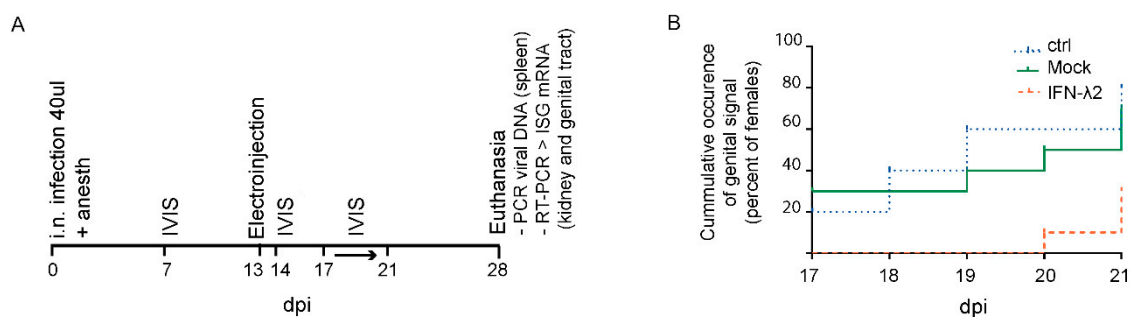 A
i.n. infection 40ul
+ anesth
IVIS
Electroinjection
IVIS
IVIS
Euthanasia
- PCR viral DNA (spleen)
- RT-PCR > ISG mRNA
(kidney and genital tract)
0
7
13
14
17
21
28
dpi
B
Cummulative occurence
of genital signal
(percent of females)
100
80
60
40
20
ctrl
Mock
IFN-λ2
17
18
19
20
21
dpi